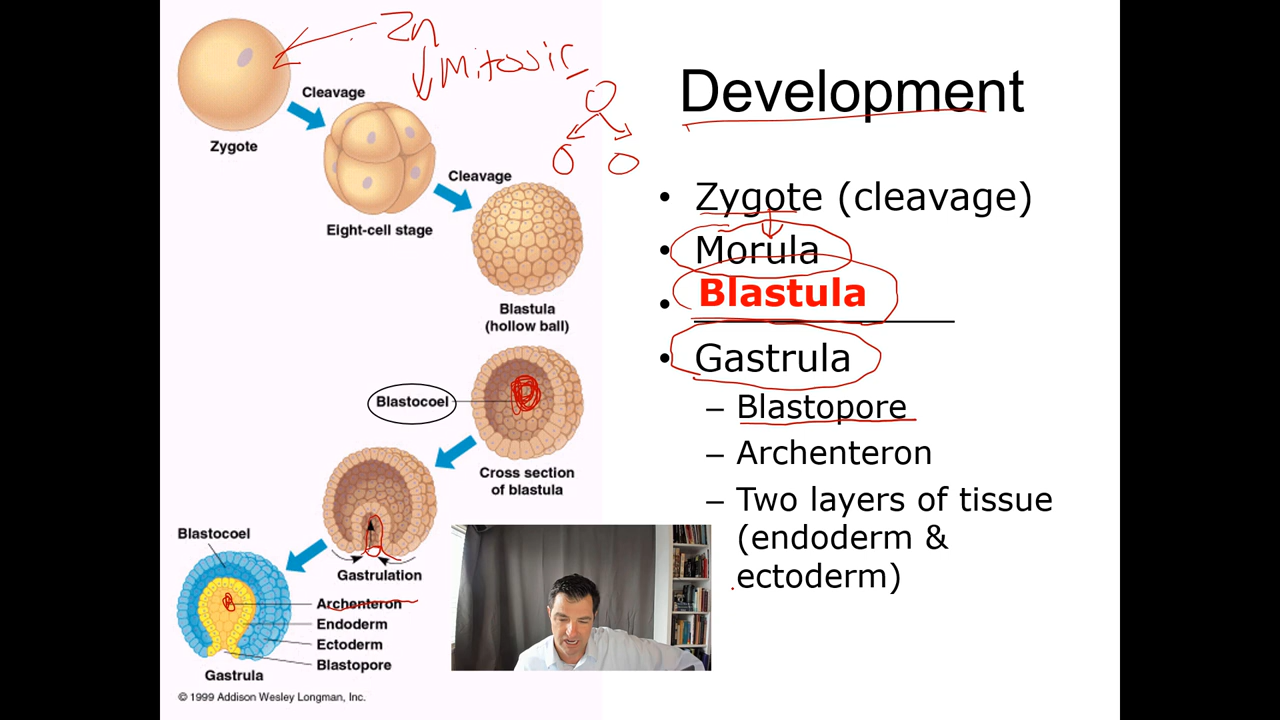 2n
Mitosis
Cleavage
Zygote
Cleavage
Eight-cell stage
Blastula
(hollow ball)
Blastocoel
Cross section
of blastula
Blastocoel
Gastrulation
Archenteron
Endoderm
Ectoderm
Blastopore
Gastrula
© 1999 Addison Wesley Longman, Inc.
Development
• Zygote (cleavage)
• Morula
• Blastula
• Gastrula
– Blastopore
– Archenteron
– Two layers of tissue
(endoderm &
ectoderm)